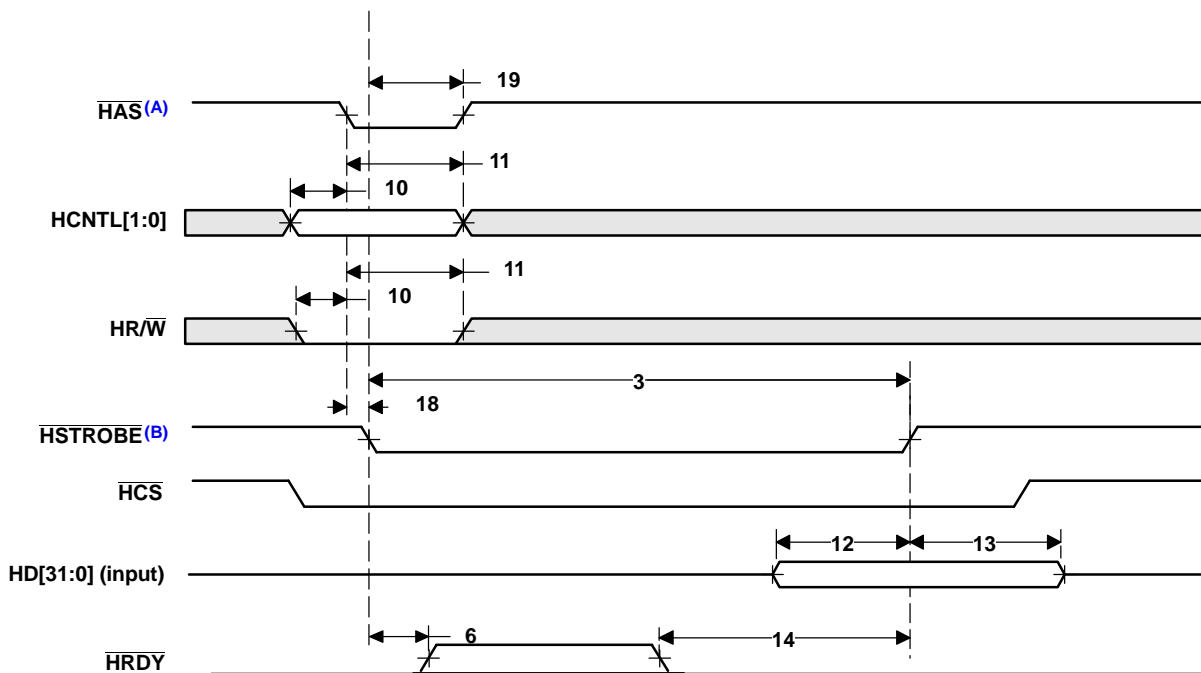 19
HAS(A)
11
10
HCNTL[1:0]
11
10
HR/W
3
18
HSTROBE(B)
HCS
12
13
HD[31:0] (input)
6
14
HRDY